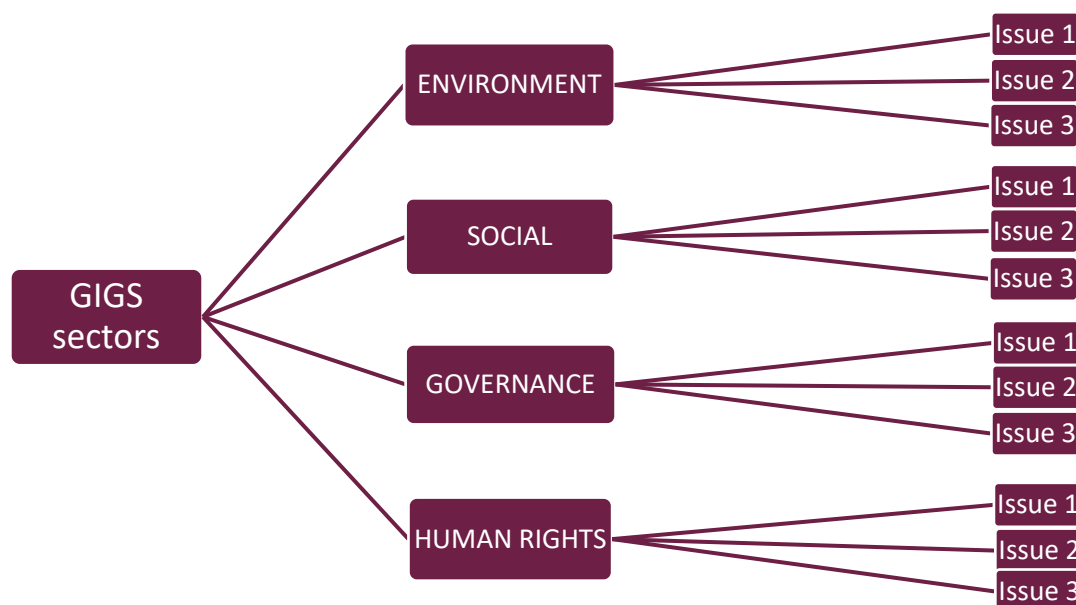 GIGS
sectors
ENVIRONMENT
Issue 1
Issue 2
Issue 3
SOCIAL
Issue 1
Issue 2
Issue 3
GOVERNANCE
Issue 1
Issue 2
Issue 3
HUMAN RIGHTS
Issue 1
Issue 2
Issue 3